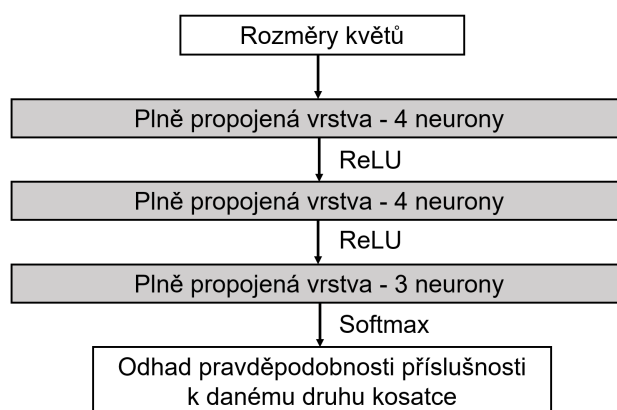 Rozměry květů
Plně propojená vrstva - 4 neurony
ReLU
Plně propojená vrstva - 4 neurony
ReLU
Plně propojená vrstva - 3 neurony
Softmax
Odhad pravděpodobnosti příslušnosti
k danému druhu kosatce